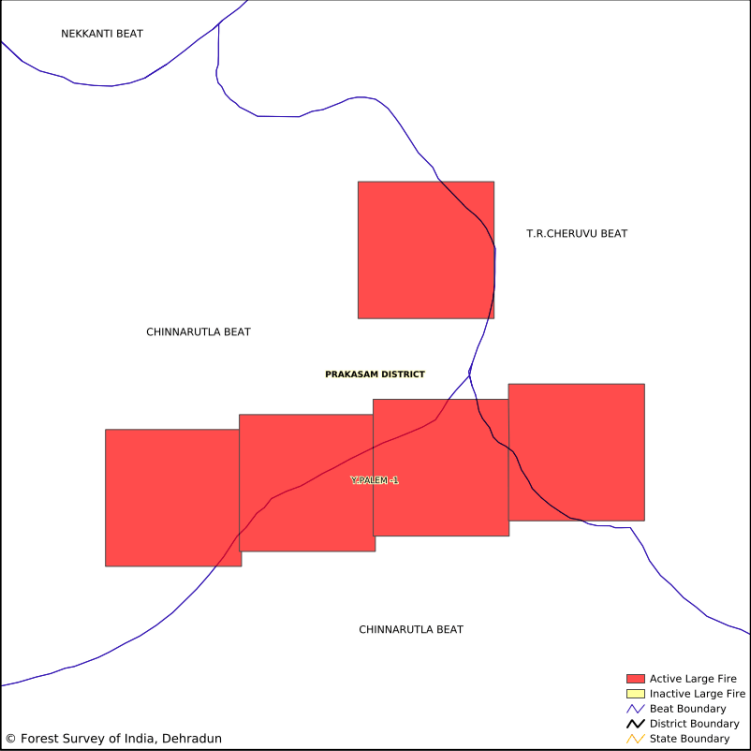 NEKKANTI BEAT
T.R.CHERUVU BEAT
CHINNARUTLA BEAT
PRAKASAM DISTRICT
Y.PALEM -1
CHINNARUTLA BEAT
Active Large Fire
Inactive Large Fire
Beat Boundary
District Boundary
State Boundary
© Forest Survey of India, Dehradun